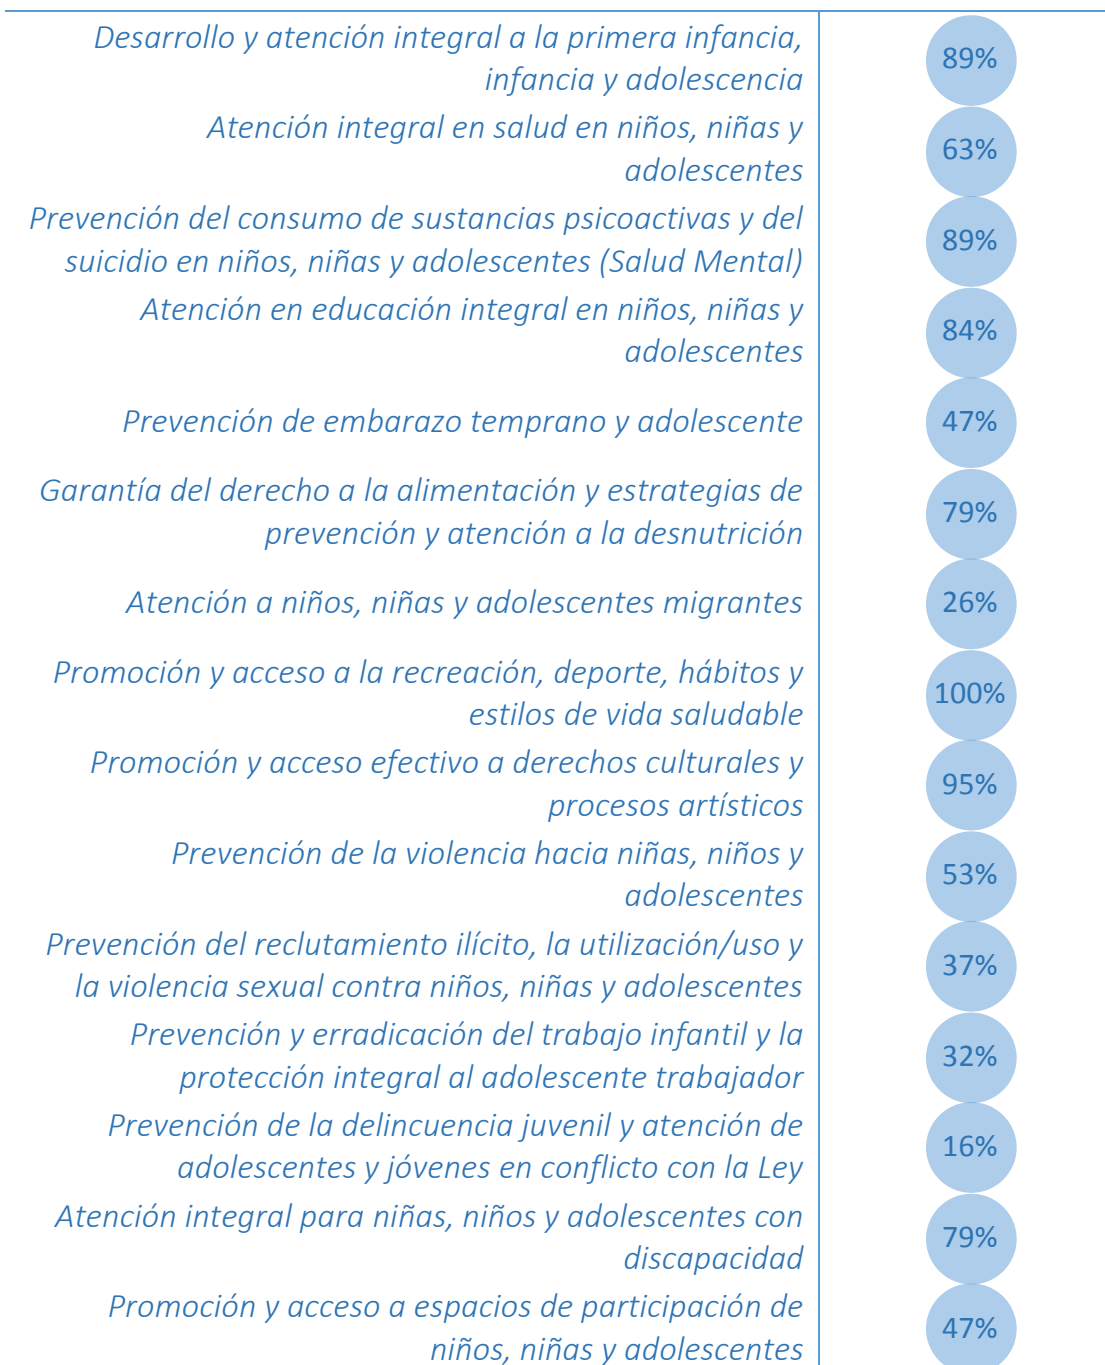 Desarrollo y atención integral a la primera infancia,
infancia y adolescencia
89%
Atención integral en salud en niños, niñas y
adolescentes
63%
Prevención del consumo de sustancias psicoactivas y del
suicidio en niños, niñas y adolescentes (Salud Mental)
89%
Atención en educación integral en niños, niñas y
adolescentes
84%
Prevención de embarazo temprano y adolescente
47%
Garantía del derecho a la alimentación y estrategias de
prevención y atención a la desnutrición
79%
Atención a niños, niñas y adolescentes migrantes
26%
Promoción y acceso a la recreación, deporte, hábitos y
estilos de vida saludable
100%
Promoción y acceso efectivo a derechos culturales y
procesos artísticos
95%
Prevención de la violencia hacia niñas, niños y
adolescentes
53%
Prevención del reclutamiento ilícito, la utilización/uso y
la violencia sexual contra niños, niñas y adolescentes
37%
Prevención y erradicación del trabajo infantil y la
protección integral al adolescente trabajador
32%
Prevención de la delincuencia juvenil y atención de
adolescentes y jóvenes en conflicto con la Ley
16%
Atención integral para niñas, niños y adolescentes con
discapacidad
79%
Promoción y acceso a espacios de participación de
niños, niñas y adolescentes
47%